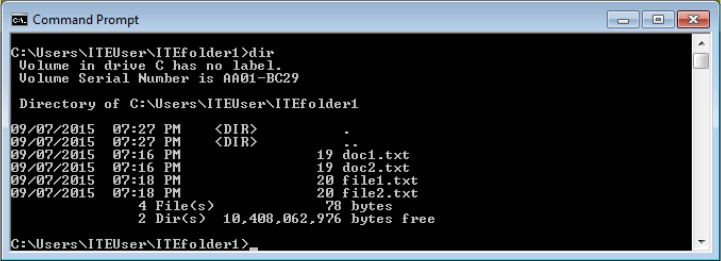 Command Prompt
C:\Users\ITEUser\ITEfolder1>dir
 Volume in drive C has no label.
 Volume Serial Number is AA01-BC29

 Directory of C:\Users\ITEUser\ITEfolder1

09/07/2015  07:27 PM    <DIR>          .
09/07/2015  07:27 PM    <DIR>          ..
09/07/2015  07:16 PM                19 doc1.txt
09/07/2015  07:16 PM                19 doc2.txt
09/07/2015  07:18 PM                20 file1.txt
09/07/2015  07:18 PM                20 file2.txt
               4 File(s)             78 bytes
               2 Dir(s)  10,408,062,976 bytes free

C:\Users\ITEUser\ITEfolder1>_